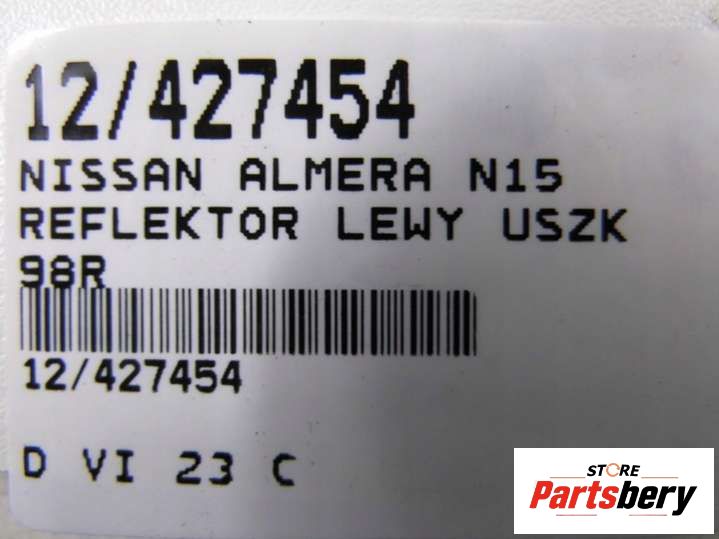 12/427454
NISSAN ALMERA N15
REFLEKTOR LEWY USZK
98R
12/427454
D VI 23 C
STORE
Partsbery